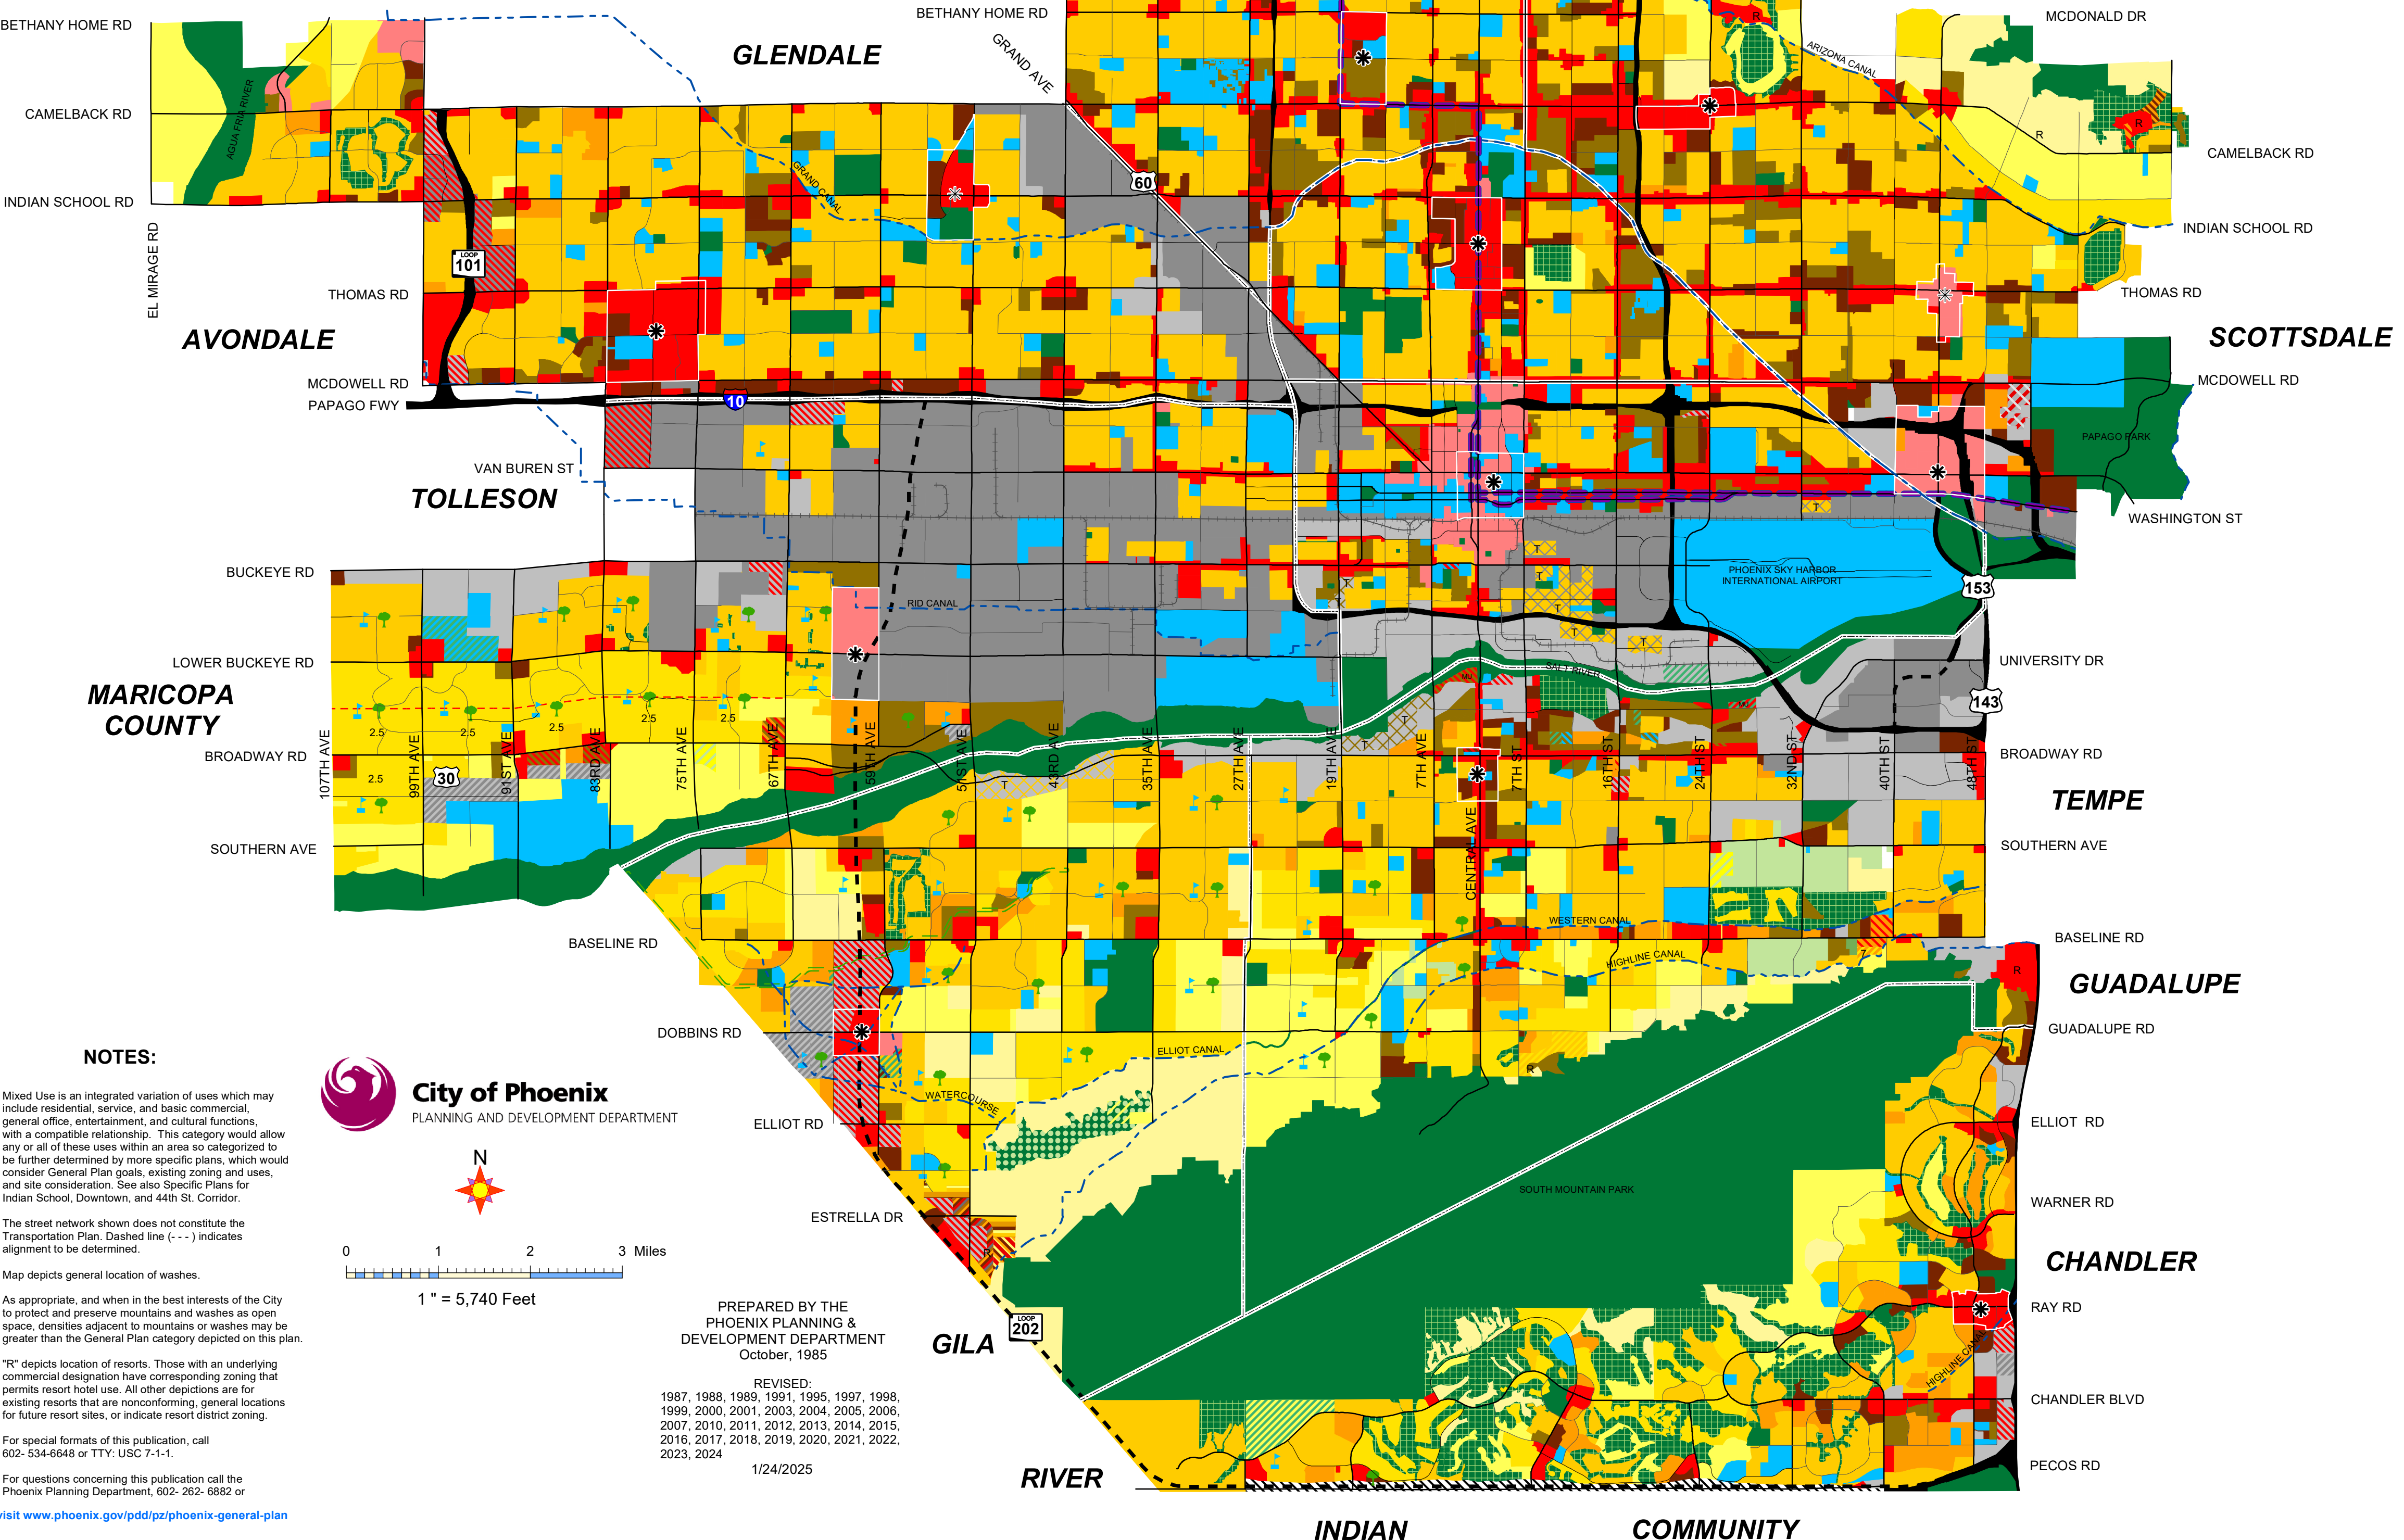 BETHANY HOME RD
BETHANY HOME RD
MCDONALD DR
GLENDALE
GRAND AVE
ARIZONA CANAL
R
AGUA FRIA RIVER
CAMELBACK RD
R
R
CAMELBACK RD
GRAND CANAL
60
INDIAN SCHOOL RD
INDIAN SCHOOL RD
EL MIRAGE RD
LOOP
101
THOMAS RD
THOMAS RD
AVONDALE
SCOTTSDALE
MCDOWELL RD
MCDOWELL RD
PAPAGO FWY
10
PAPAGO PARK
VAN BUREN ST
TOLLESON
T
WASHINGTON ST
T
BUCKEYE RD
PHOENIX SKY HARBOR
INTERNATIONAL AIRPORT
T
T
153
RID CANAL
T
T
T
T
LOWER BUCKEYE RD
UNIVERSITY DR
SALT RIVER
MU
MARICOPA
COUNTY
143
MU
2.5
2.5
2.5
2.5
2.5
T
T
107TH AVE
99TH AVE
91ST AVE
83RD AVE
75TH AVE
67TH AVE
59TH AVE
51ST AVE
43RD AVE
35TH AVE
27TH AVE
19TH AVE
7TH AVE
CENTRAL AVE
7TH ST
16TH ST
24TH ST
32ND ST
40TH ST
48TH ST
BROADWAY RD
BROADWAY RD
2.5
30
T
TEMPE
SOUTHERN AVE
SOUTHERN AVE
WESTERN CANAL
BASELINE RD
BASELINE RD
HIGHLINE CANAL
R
GUADALUPE
DOBBINS RD
GUADALUPE RD
ELLIOT CANAL
R
WATERCOURSE
ELLIOT RD
ELLIOT RD
SOUTH MOUNTAIN PARK
WARNER RD
ESTRELLA DR
R
CHANDLER
RAY RD
LOOP
202
GILA
HIGHLINE CANAL
CHANDLER BLVD
RIVER
PECOS RD
INDIAN
COMMUNITY
NOTES:
Mixed Use is an integrated variation of uses which may
include residential, service, and basic commercial,
general office, entertainment, and cultural functions,
with a compatible relationship. This category would allow
any or all of these uses within an area so categorized to
be further determined by more specific plans, which would
consider General Plan goals, existing zoning and uses,
and site consideration. See also Specific Plans for
Indian School, Downtown, and 44th St. Corridor.
The street network shown does not constitute the
Transportation Plan. Dashed line (- - - ) indicates
alignment to be determined.
Map depicts general location of washes.
As appropriate, and when in the best interests of the City
to protect and preserve mountains and washes as open
space, densities adjacent to mountains or washes may be
greater than the General Plan category depicted on this plan.
"R" depicts location of resorts. Those with an underlying
commercial designation have corresponding zoning that
permits resort hotel use. All other depictions are for
existing resorts that are nonconforming, general locations
for future resort sites, or indicate resort district zoning.
For special formats of this publication, call
602- 534-6648 or TTY: USC 7-1-1.
For questions concerning this publication call the
Phoenix Planning Department, 602- 262- 6882 or
visit www.phoenix.gov/pdd/pz/phoenix-general-plan
City of Phoenix
PLANNING AND DEVELOPMENT DEPARTMENT
N
0 1 2 3 Miles
1 " = 5,740 Feet
PREPARED BY THE
PHOENIX PLANNING &
DEVELOPMENT DEPARTMENT
October, 1985
REVISED:
1987, 1988, 1989, 1991, 1995, 1997, 1998,
1999, 2000, 2001, 2003, 2004, 2005, 2006,
2007, 2010, 2011, 2012, 2013, 2014, 2015,
2016, 2017, 2018, 2019, 2020, 2021, 2022,
2023, 2024
1/24/2025